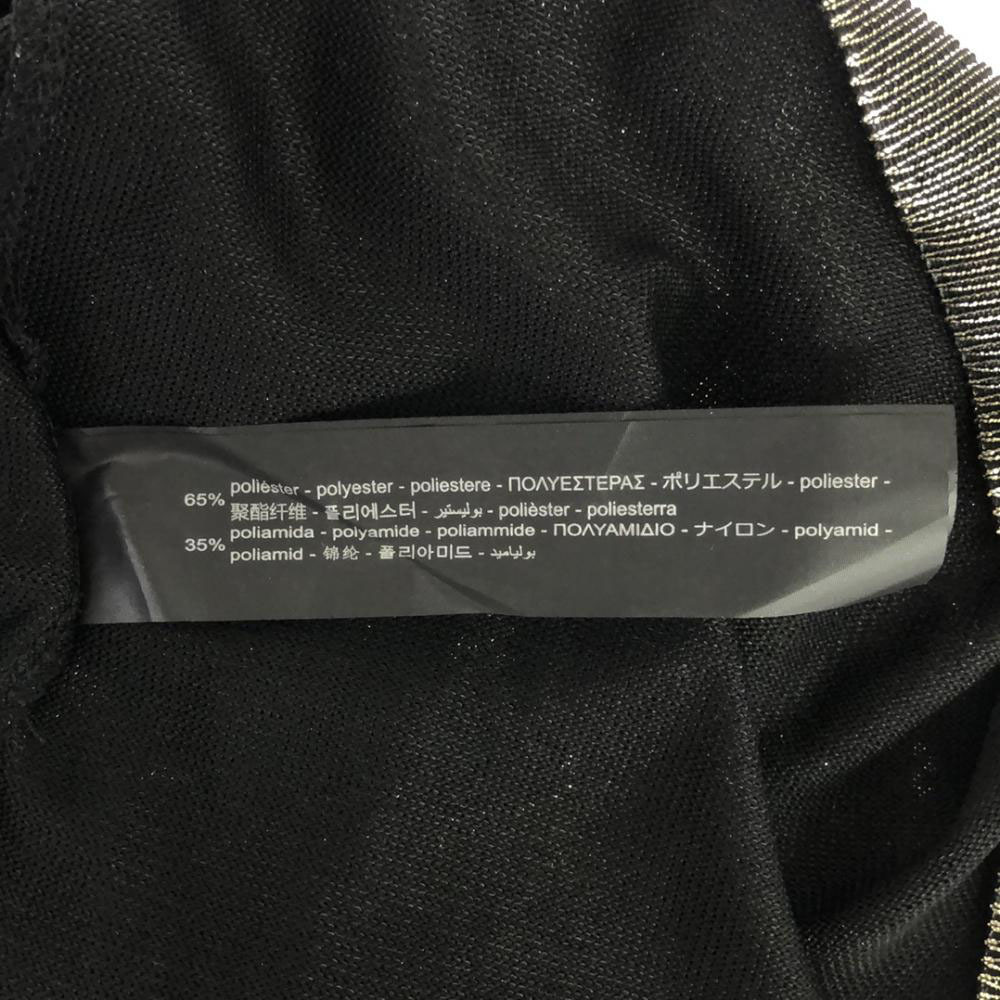 65% poliéster - polyester - poliestere - ΠΟΛΥΕΣΤΕΡΑΣ - ポリエステル - poliester -
聚酯纤维 - 폴리에스터 - بوليستير - polièster - poliesterra
35% poliamida - polyamide - poliammide - ΠΟΛΥΑΜΙΔΙΟ - ナイロン - polyamid -
poliamid - 锦纶 - 폴리아미드 - بولياميد